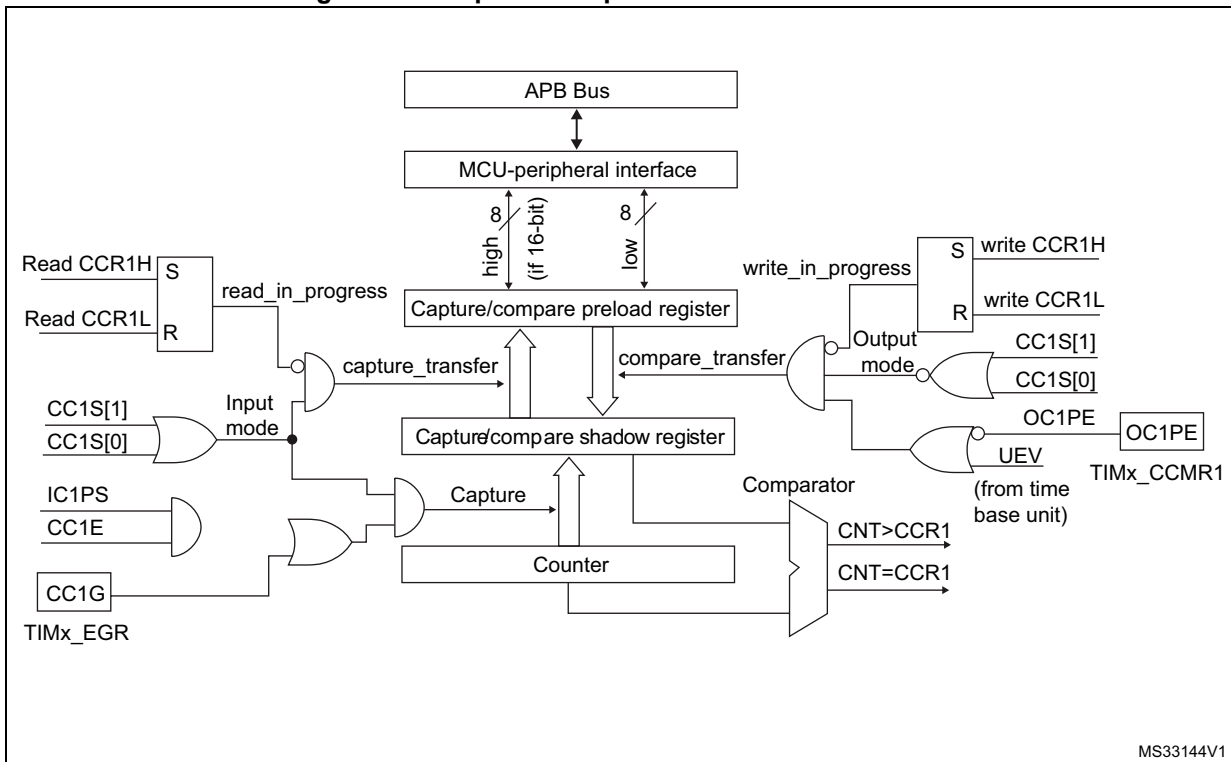 APB Bus
MCU-peripheral interface
8
high
(if 16-bit)
8
low
Read CCR1H
S
read_in_progress
Read CCR1L
R
write_in_progress
S
write CCR1H
write CCR1L
R
Capture/compare preload register
capture_transfer
compare_transfer
Output
mode
CC1S[1]
CC1S[0]
CC1S[1]
CC1S[0]
Input
mode
Capture/compare shadow register
OC1PE
OC1PE
UEV
TIMx_CCMR1
(from time
base unit)
IC1PS
CC1E
Capture
Comparator
CNT>CCR1
CNT=CCR1
Counter
CC1G
TIMx_EGR
MS33144V1